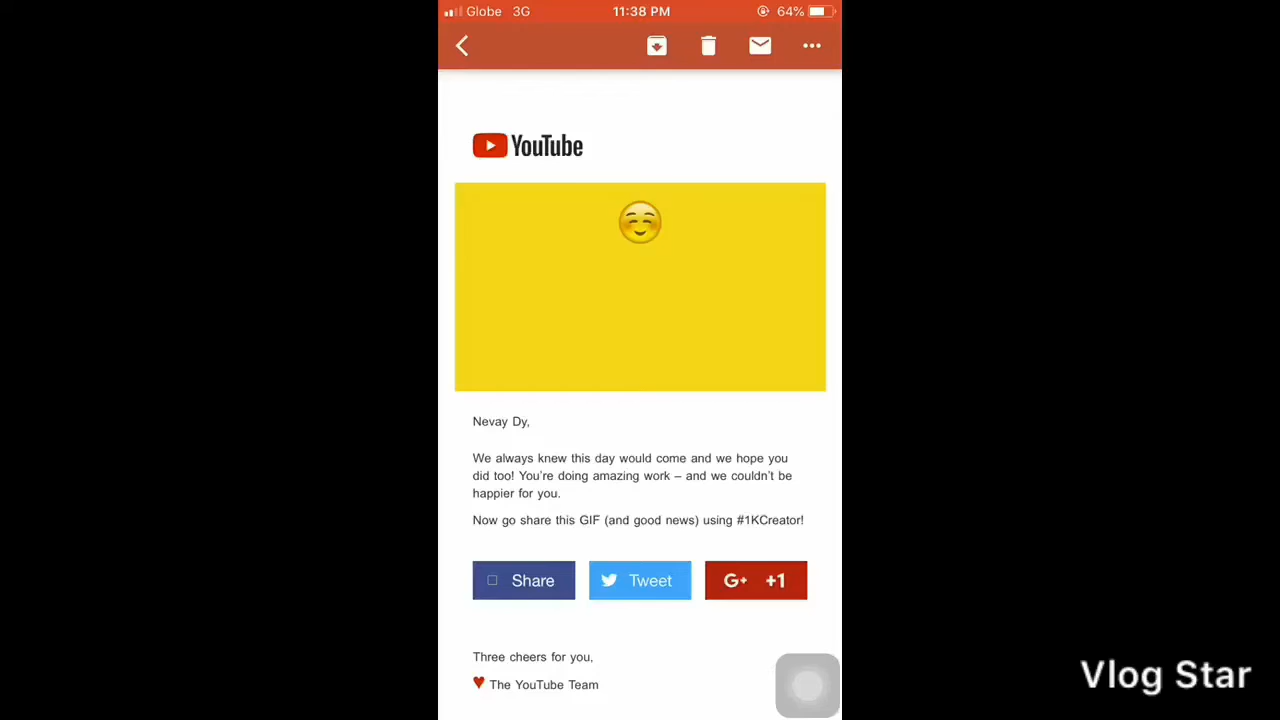 Globe 3G 11:38 PM 64%
YouTube
Nevay Dy,
We always knew this day would come and we hope you
did too! You're doing amazing work – and we couldn't be
happier for you.
Now go share this GIF (and good news) using #1KCreator!
Share Tweet G+ +1
Three cheers for you,
The YouTube Team
Vlog Star